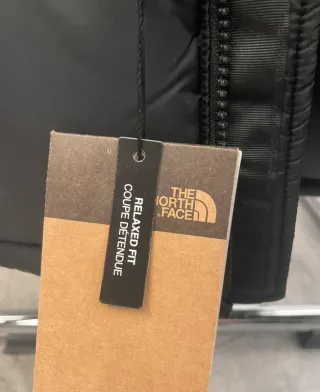 RELAXED FIT
COUPE DÉTENDUE
THE
NORTH
FACE